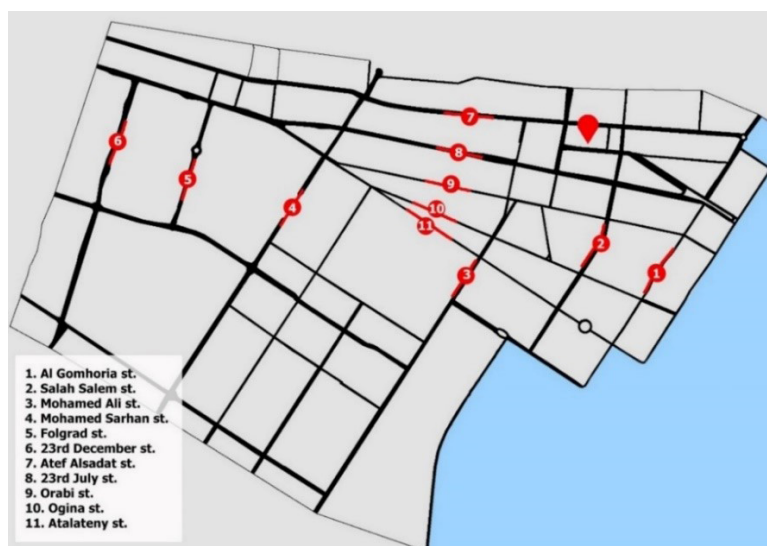 7
8
6
5
9
4
10
11
2
1
3
1. Al Gomhoria st.
2. Salah Salem st.
3. Mohamed Ali st.
4. Mohamed Sarhan st.
5. Folgrad st.
6. 23rd December st.
7. Atef Alsadat st.
8. 23rd July st.
9. Orabi st.
10. Ogina st.
11. Atalateny st.